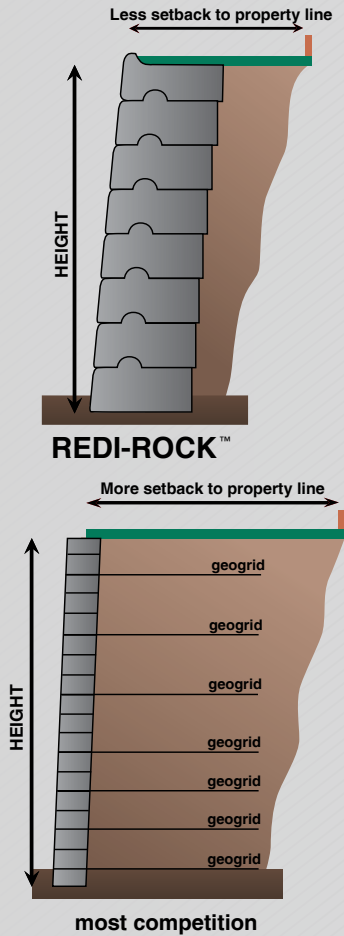 Less setback to property line
HEIGHT
REDI-ROCK™
More setback to property line
geogrid
geogrid
geogrid
geogrid
geogrid
geogrid
geogrid
HEIGHT
most competition